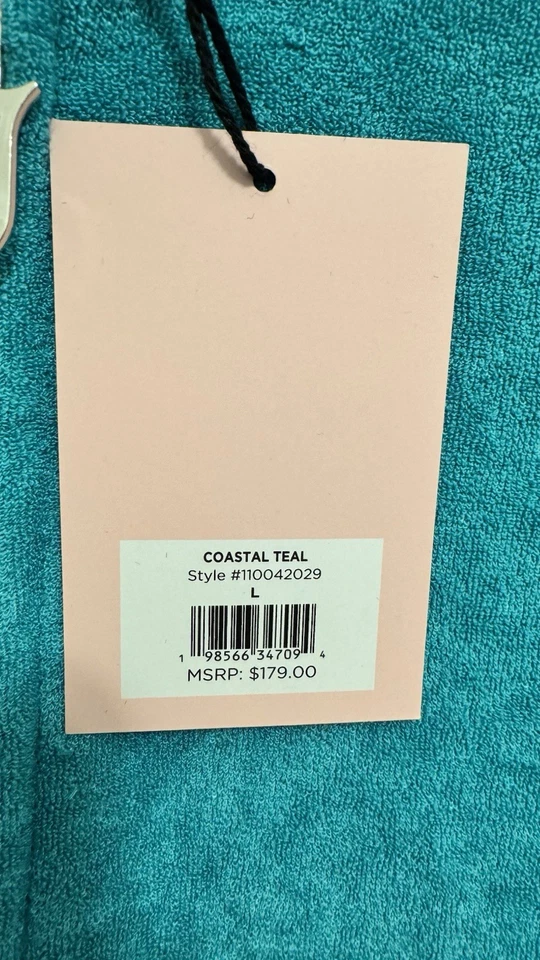 COASTAL TEAL
Style #110042029
L
1 98566 34709 4
MSRP: $179.00